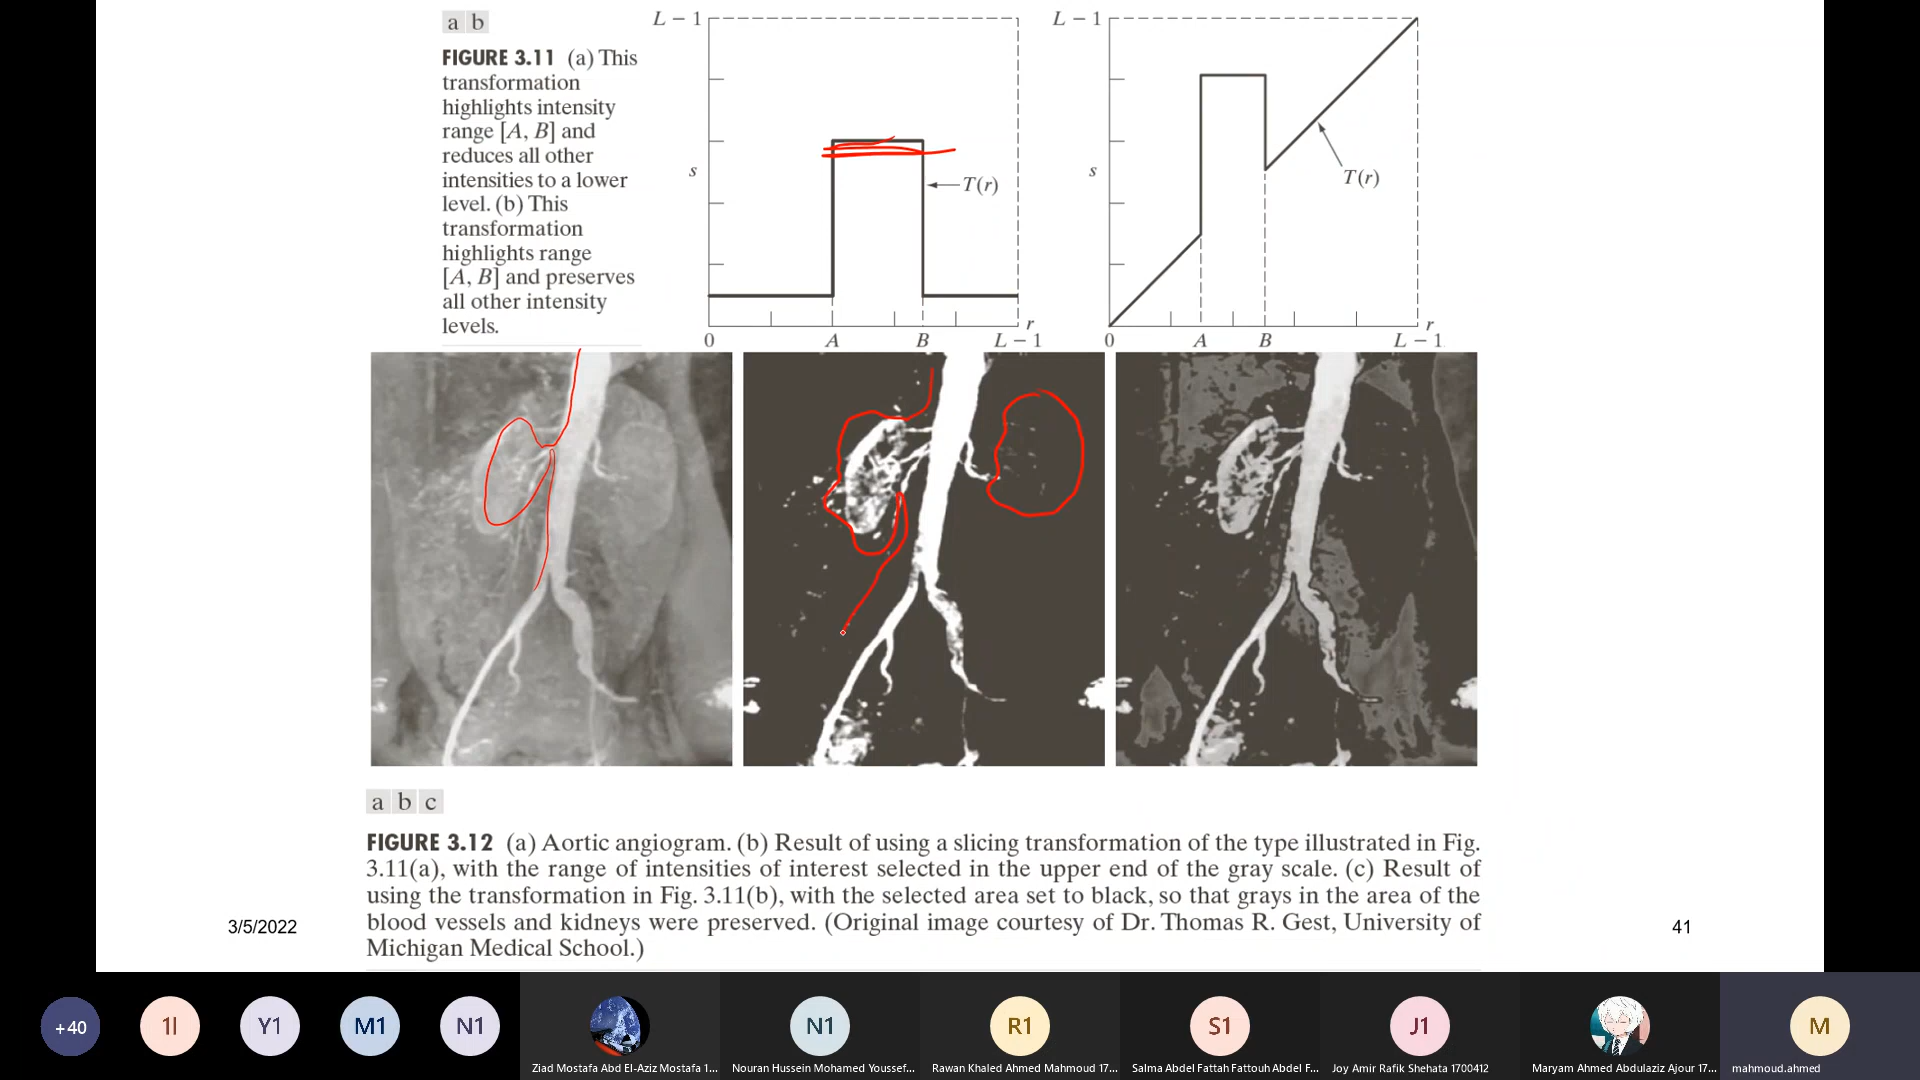 a b
FIGURE 3.11 (a) This
transformation
highlights intensity
range [A, B] and
reduces all other
intensities to a lower
level. (b) This
transformation
highlights range
[A, B] and preserves
all other intensity
levels.
L − 1
s
T(r)
r
0 A B L − 1
L − 1
s
T(r)
r
0 A B L − 1
a b c
FIGURE 3.12 (a) Aortic angiogram. (b) Result of using a slicing transformation of the type illustrated in Fig.
3.11(a), with the range of intensities of interest selected in the upper end of the gray scale. (c) Result of
using the transformation in Fig. 3.11(b), with the selected area set to black, so that grays in the area of the
blood vessels and kidneys were preserved. (Original image courtesy of Dr. Thomas R. Gest, University of
Michigan Medical School.)
3/5/2022
41
+40
1I
Y1
M1
N1
N1
R1
S1
J1
M
Ziad Mostafa Abd El-Aziz Mostafa 1...
Nouran Hussein Mohamed Youssef...
Rawan Khaled Ahmed Mahmoud 17...
Salma Abdel Fattah Fattouh Abdel F...
Joy Amir Rafik Shehata 1700412
Maryam Ahmed Abdulaziz Ajour 17...
mahmoud.ahmed